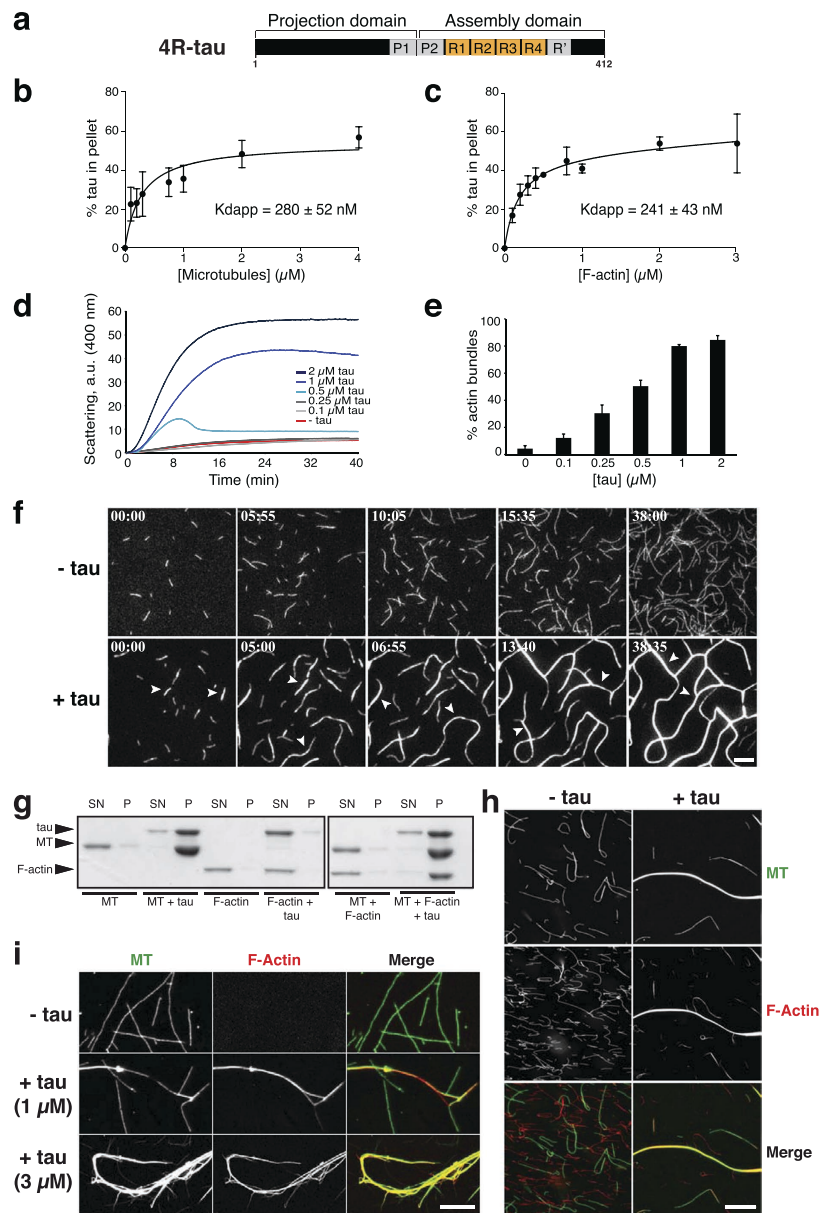 a
Projection domain Assembly domain
4R-tau
P1 P2 R1 R2 R3 R4 R'
1 412
b
% tau in pellet
80
60
40
20
0
Kdapp = 280 ± 52 nM
0 1 2 3 4
[Microtubules] (µM)
c
% tau in pellet
80
60
40
20
0
Kdapp = 241 ± 43 nM
0 1 2 3
[F-actin] (µM)
d
Scattering, a.u. (400 nm)
60
50
40
30
20
10
0
2 µM tau
1 µM tau
0.5 µM tau
0.25 µM tau
0.1 µM tau
- tau
0 8 16 24 32 40
Time (min)
e
% actin bundles
100
80
60
40
20
0
0 0.1 0.25 0.5 1 2
[tau] (µM)
f
- tau
00:00 05:55 10:05 15:35 38:00
+ tau
00:00 05:00 06:55 13:40 38:35
g
SN P SN P SN P SN P SN P SN P
tau
MT
F-actin
MT MT + tau F-actin F-actin + tau MT + F-actin MT + F-actin + tau
h
- tau + tau
MT
F-Actin
Merge
i
MT F-Actin Merge
- tau
+ tau
(1 µM)
+ tau
(3 µM)